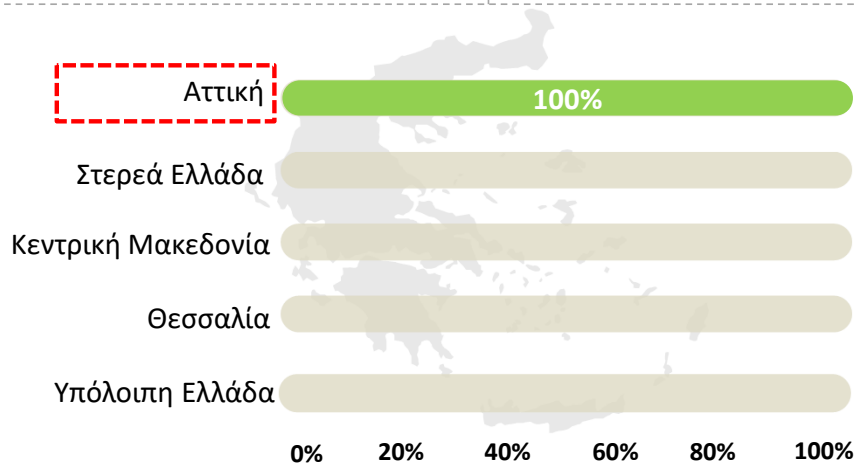 Αττική
100%
Στερεά Ελλάδα
Κεντρική Μακεδονία
Θεσσαλία
Υπόλοιπη Ελλάδα
0% 20% 40% 60% 80% 100%